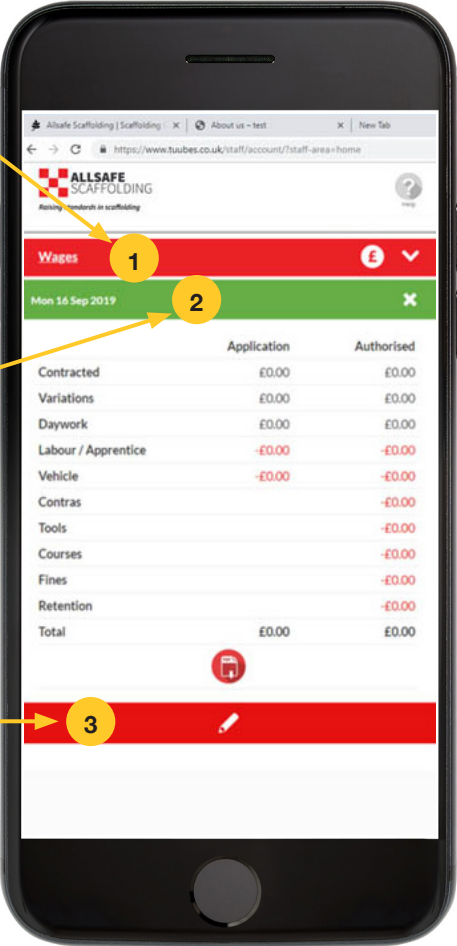 Allsafe Scaffolding | Scaffolding × About us – test × New Tab
https://www.tuubes.co.uk/staff/account/?staff-area=home
ALLSAFE
SCAFFOLDING
Raising standards in scaffolding
Help
Wages 1 £
Mon 16 Sep 2019 2
Application Authorised
Contracted £0.00 £0.00
Variations £0.00 £0.00
Daywork £0.00 £0.00
Labour / Apprentice -£0.00 -£0.00
Vehicle -£0.00 -£0.00
Contras -£0.00
Tools -£0.00
Courses -£0.00
Fines -£0.00
Retention -£0.00
Total £0.00 £0.00
3